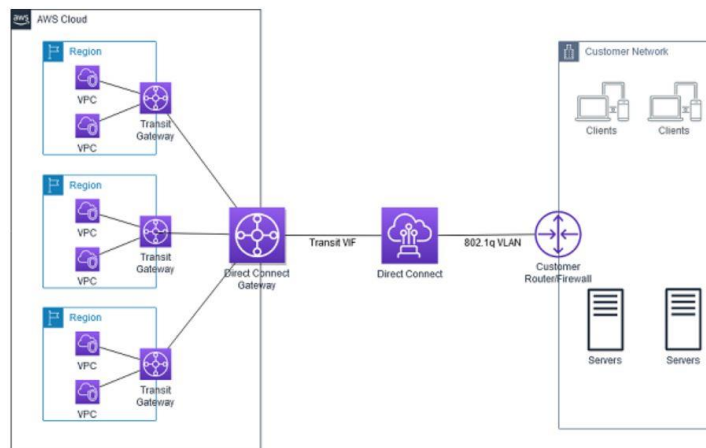 aws AWS Cloud
Region
VPC
VPC
Transit
Gateway
Region
VPC
VPC
Transit
Gateway
Region
VPC
VPC
Transit
Gateway
Direct Connect
Gateway
Transit VIF
Direct Connect
802.1q VLAN
Customer
Router/Firewall
Customer Network
Clients
Clients
Servers
Servers